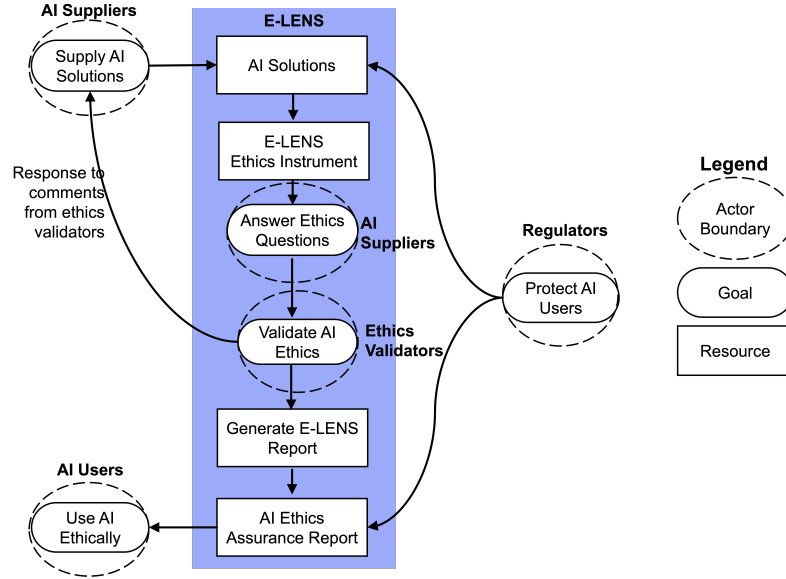 AI Suppliers
E-LENS
Supply AI
Solutions
AI Solutions
E-LENS
Ethics Instrument
Response to
comments
from ethics
validators
Answer Ethics
Questions
AI
Suppliers
Regulators
Protect AI
Users
Validate AI
Ethics
Ethics
Validators
Generate E-LENS
Report
AI Users
Use AI
Ethically
AI Ethics
Assurance Report
Legend
Actor
Boundary
Goal
Resource